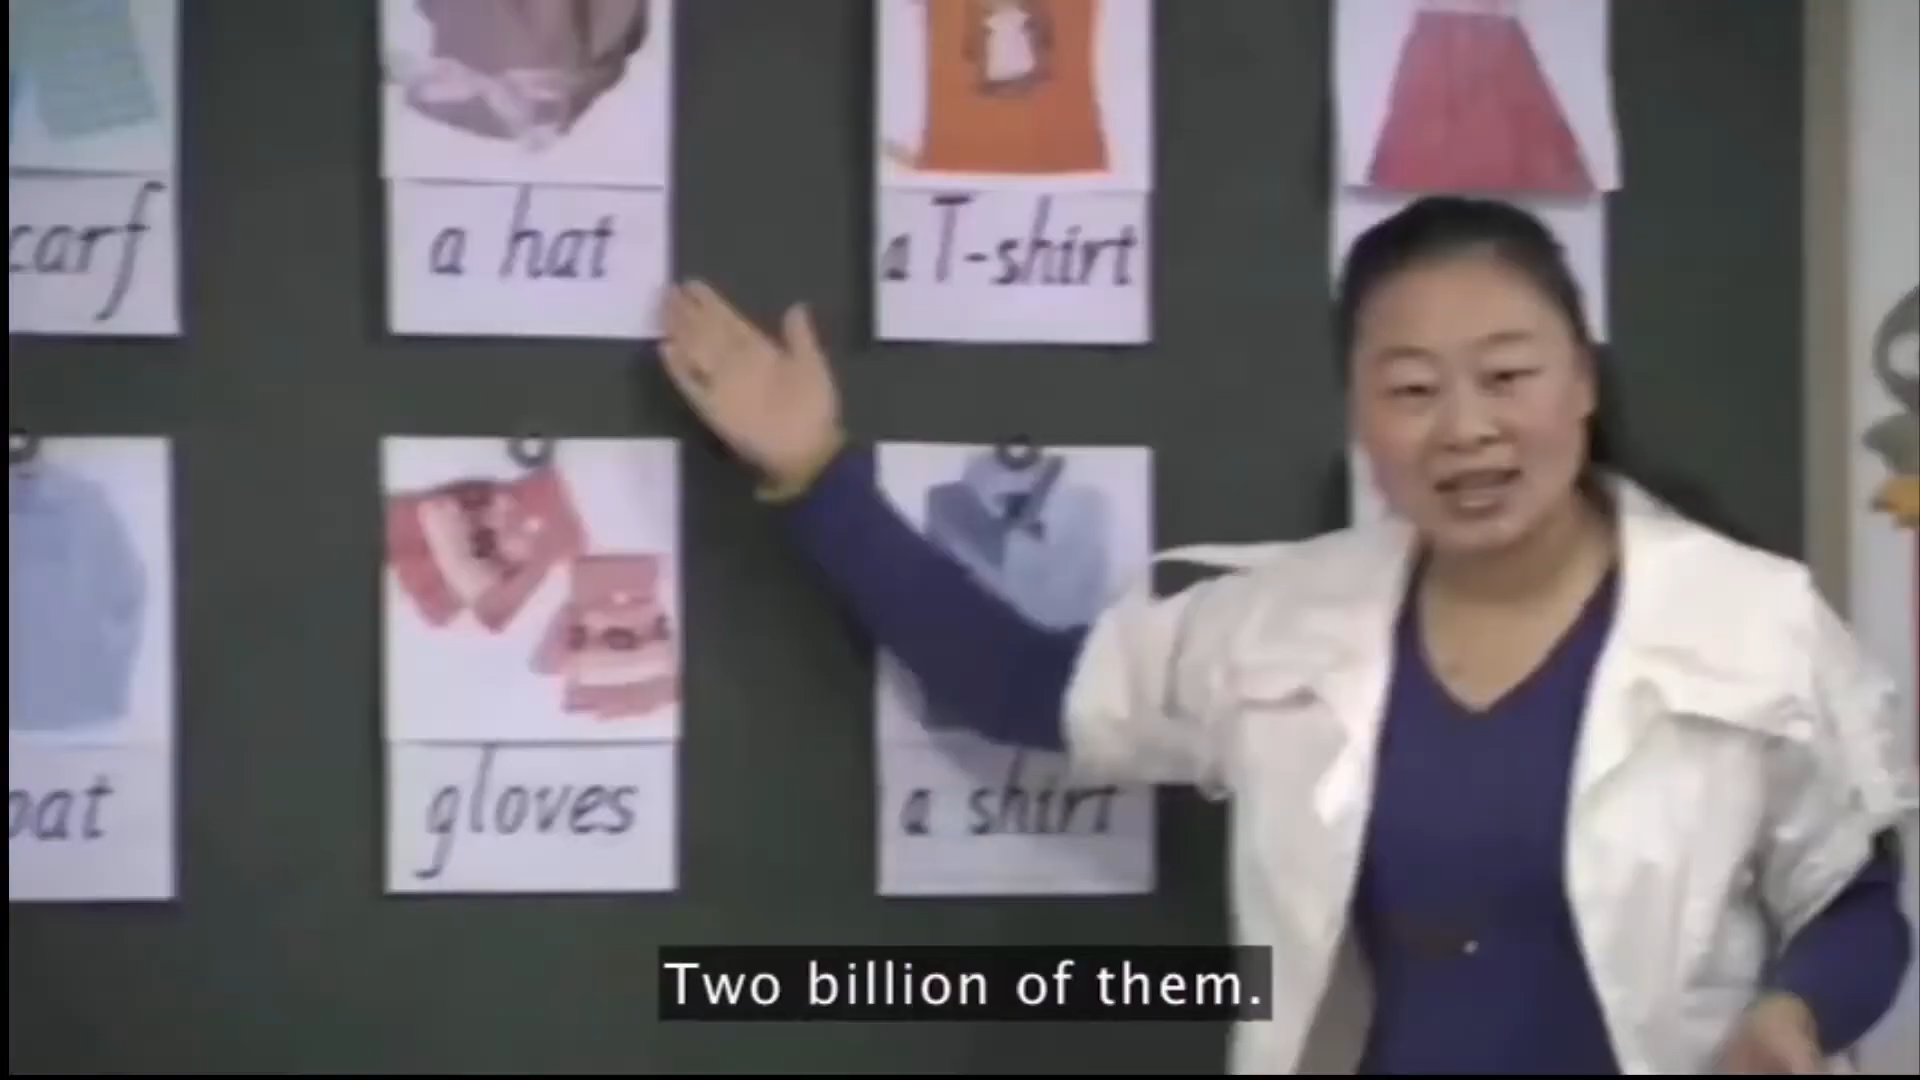 carf
a hat
a T-shirt
oat
gloves
a shirt
Two billion of them.